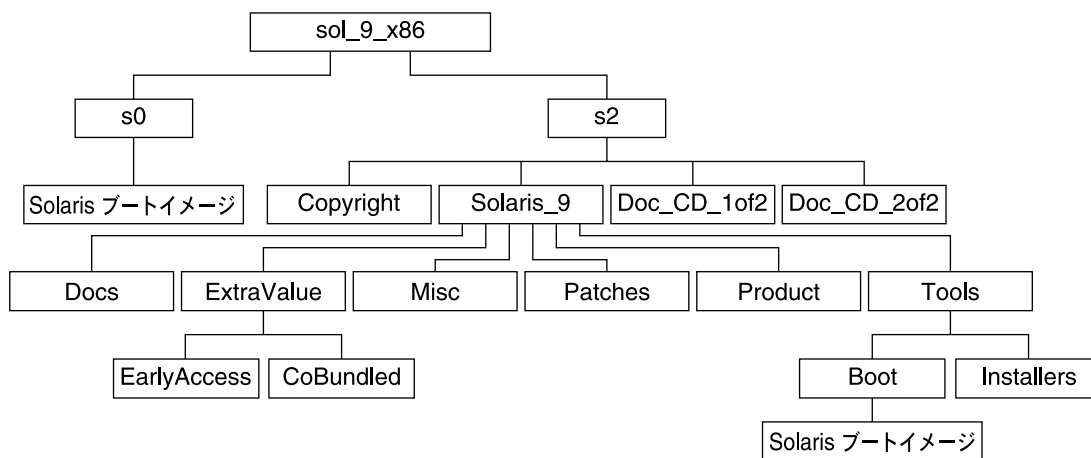 sol_9_x86
s0
s2
Solaris ブートイメージ
Copyright
Solaris_9
Doc_CD_1of2
Doc_CD_2of2
Docs
ExtraValue
Misc
Patches
Product
Tools
EarlyAccess
CoBundled
Boot
Installers
Solaris ブートイメージ